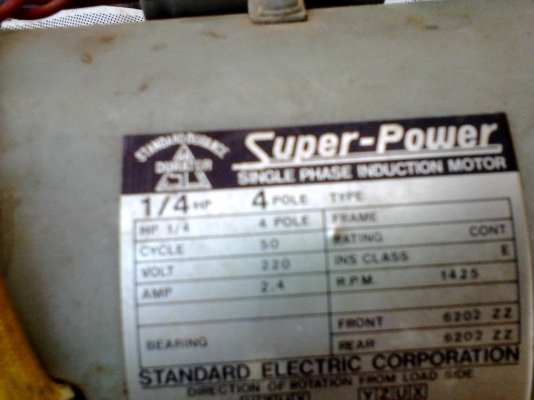 Super-Power
SINGLE PHASE INDUCTION MOTOR
1/4 HP 4 POLE TYPE
HP 1/4 4 POLE FRAME
CYCLE 50 RATING CONT
VOLT 220 INS CLASS E
AMP 2.4 R.P.M. 1425
FRONT 6202 ZZ
BEARING REAR 6202 ZZ
STANDARD ELECTRIC CORPORATION
DIRECTION OF ROTATION FROM LOAD SIDE